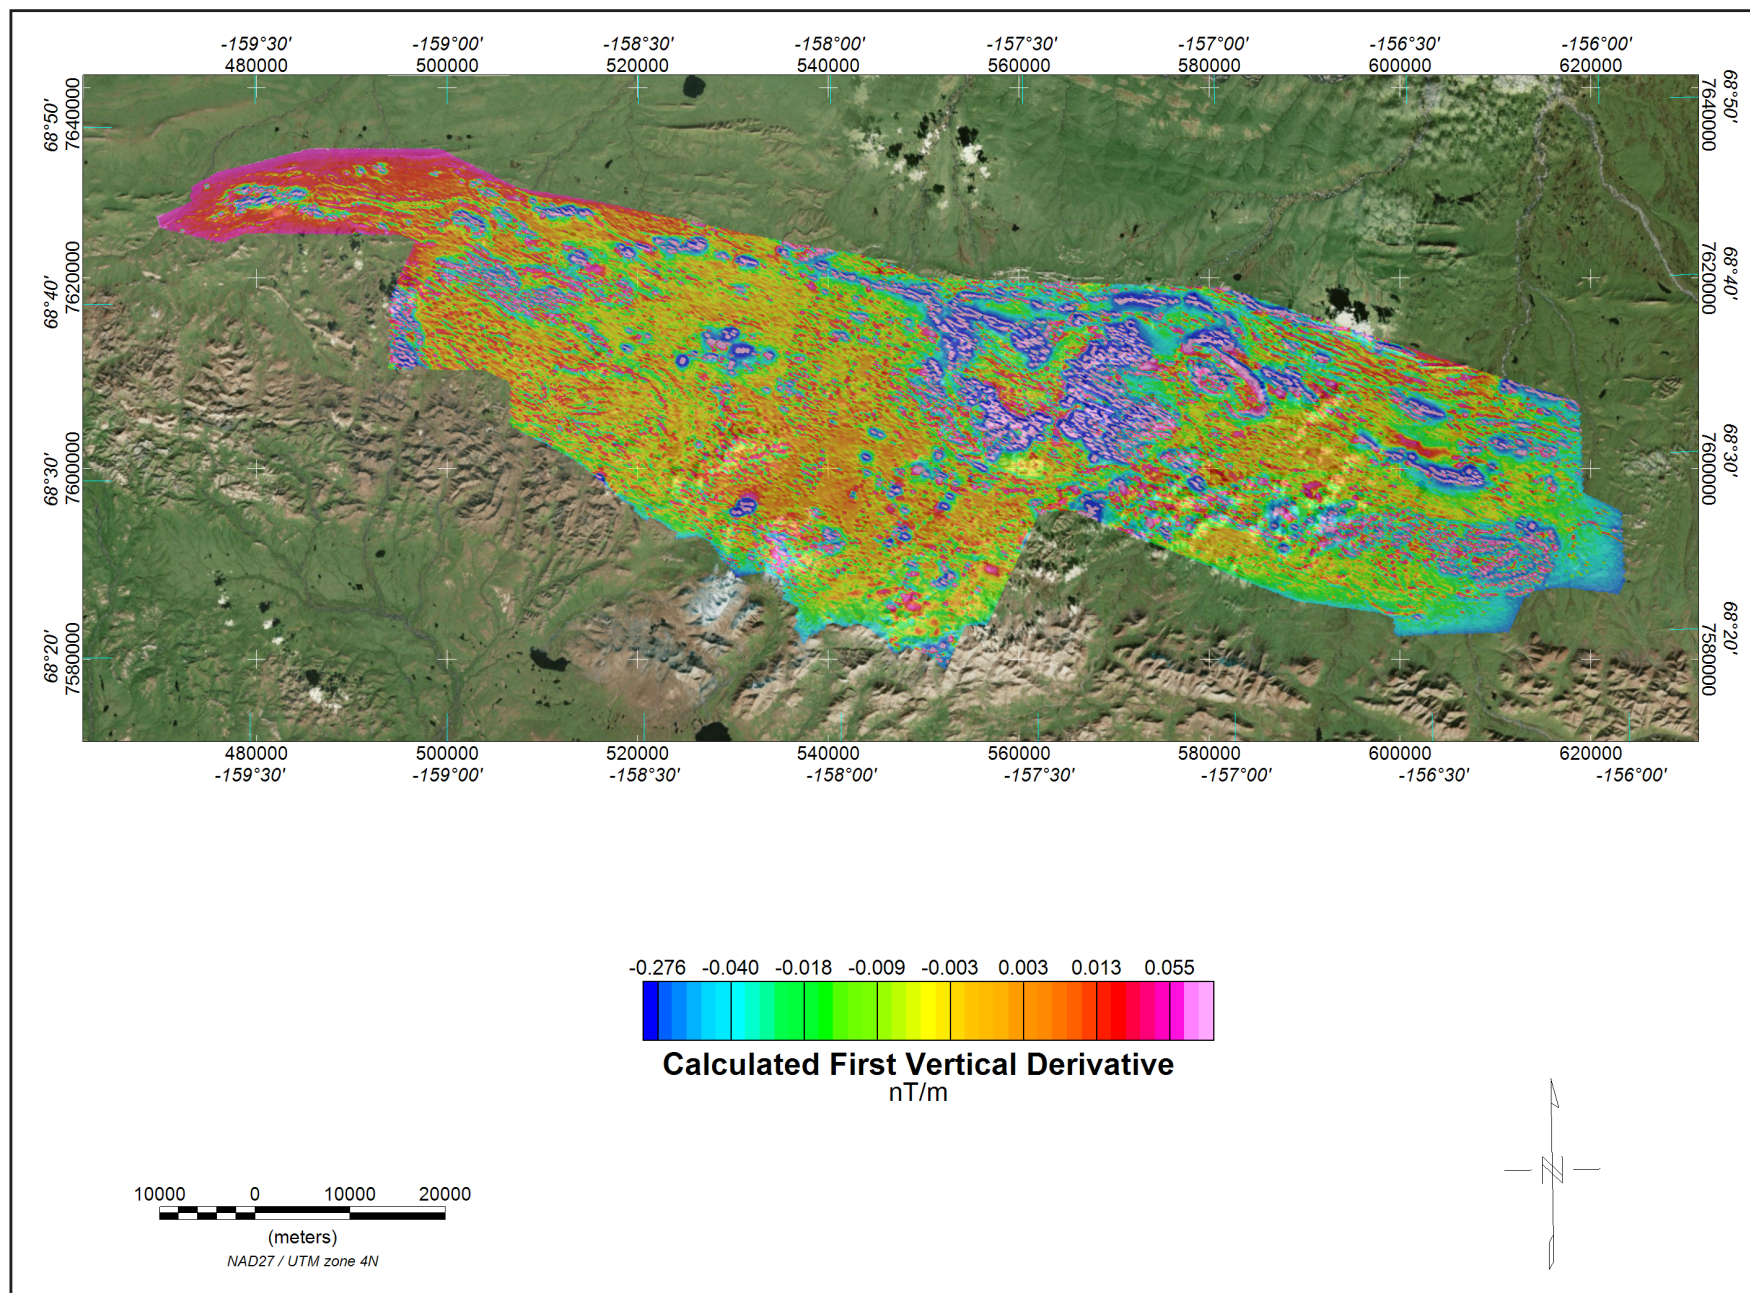 -159°30' -159°00' -158°30' -158°00' -157°30' -157°00' -156°30' -156°00'
480000 500000 520000 540000 560000 580000 600000 620000
68°50' 7640000
68°40' 7620000
68°30' 7600000
68°20' 7580000
7640000 68°50'
7620000 68°40'
7600000 68°30'
7580000 68°20'
480000 500000 520000 540000 560000 580000 600000 620000
-159°30' -159°00' -158°30' -158°00' -157°30' -157°00' -156°30' -156°00'
-0.276 -0.040 -0.018 -0.009 -0.003 0.003 0.013 0.055
Calculated First Vertical Derivative
nT/m
N
10000 0 10000 20000
(meters)
NAD27 / UTM zone 4N